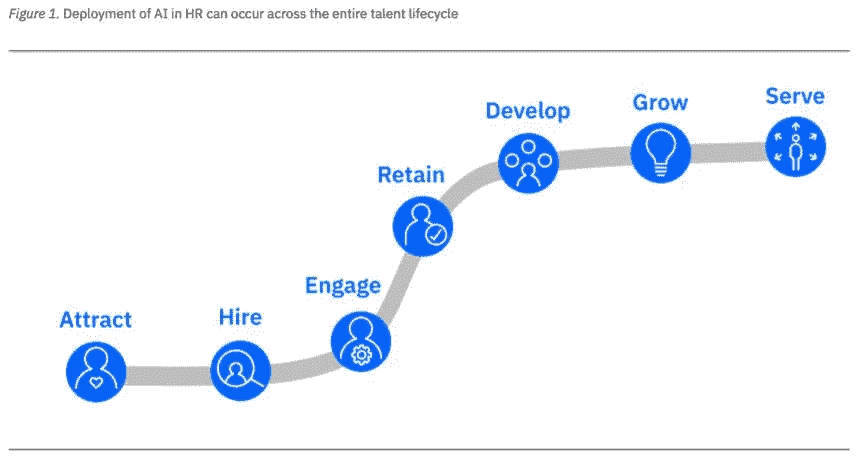 Figure 1. Deployment of AI in HR can occur across the entire talent lifecycle
Attract
Hire
Engage
Retain
Develop
Grow
Serve